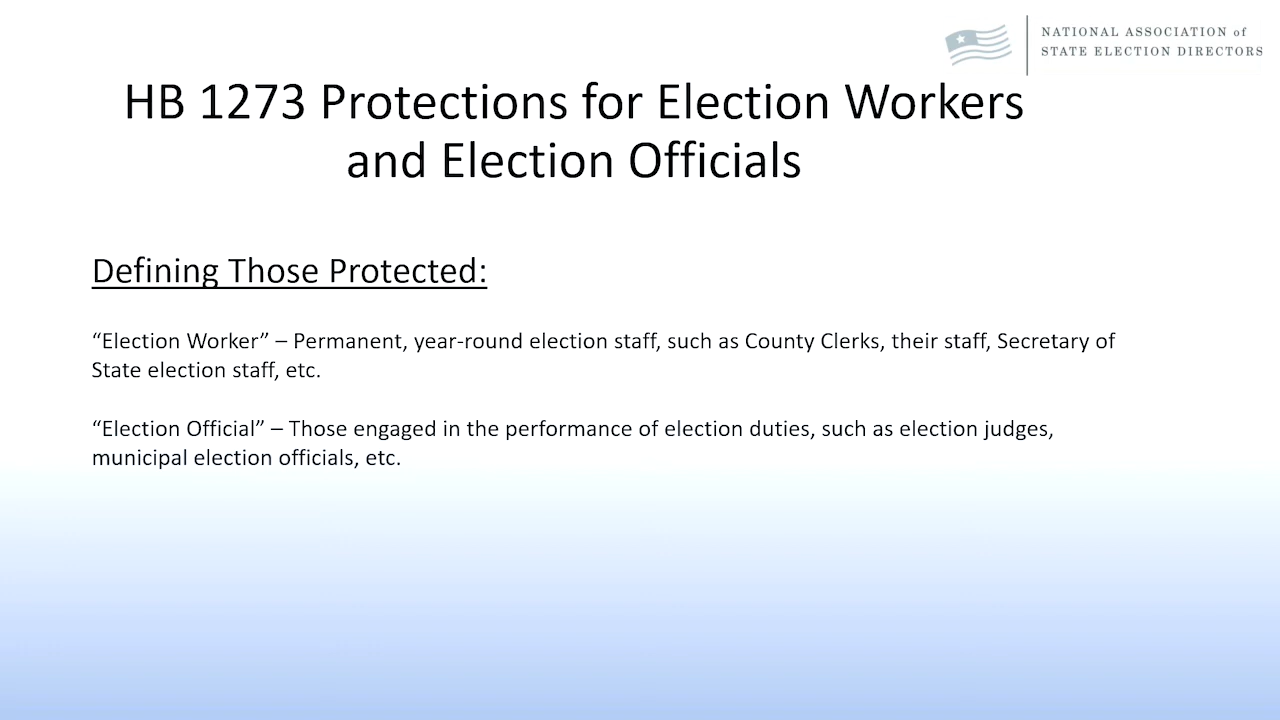 NATIONAL ASSOCIATION of
STATE ELECTION DIRECTORS
HB 1273 Protections for Election Workers
and Election Officials
Defining Those Protected:
“Election Worker” – Permanent, year-round election staff, such as County Clerks, their staff, Secretary of
State election staff, etc.
“Election Official” – Those engaged in the performance of election duties, such as election judges,
municipal election officials, etc.